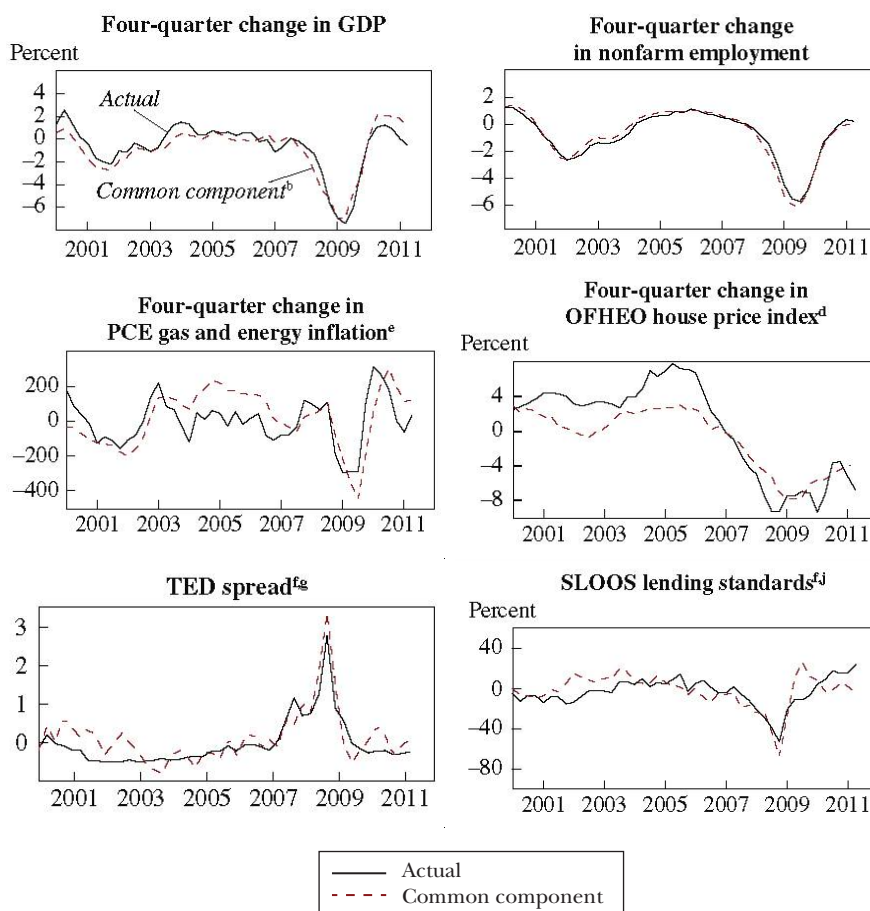 Four-quarter change in GDP
Percent
4
2
0
–2
–4
–6
Actual
Common component^b
2001 2003 2005 2007 2009 2011
Four-quarter change
in nonfarm employment
2
0
–2
–4
–6
2001 2003 2005 2007 2009 2011
Four-quarter change in
PCE gas and energy inflation^e
200
0
–200
–400
2001 2003 2005 2007 2009 2011
Four-quarter change in
OFHEO house price index^d
Percent
4
0
–4
–8
2001 2003 2005 2007 2009 2011
TED spread^f,g
3
2
1
0
2001 2003 2005 2007 2009 2011
SLOOS lending standards^f,j
Percent
40
0
–40
–80
2001 2003 2005 2007 2009 2011
Actual
Common component